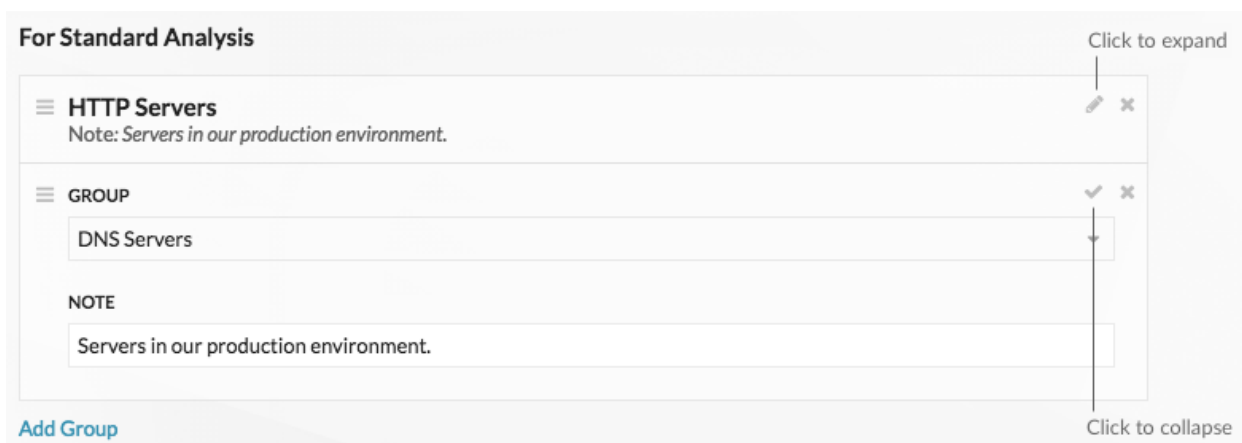 For Standard Analysis
Click to expand
HTTP Servers
Note: Servers in our production environment.
GROUP
DNS Servers
NOTE
Servers in our production environment.
Add Group
Click to collapse